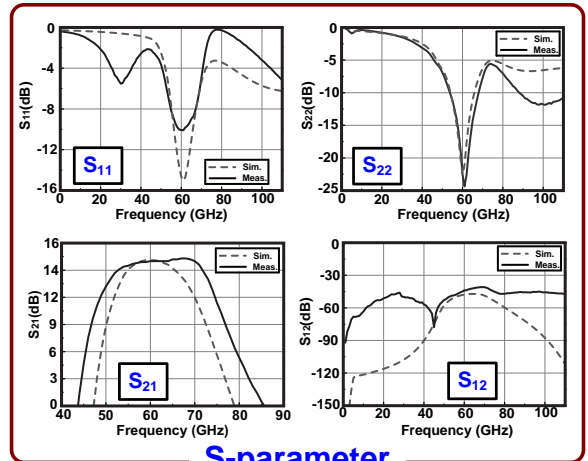 0
-4
-8
-12
-16
S11(dB)
S11
Sim.
Meas.
0 20 40 60 80 100
Frequency (GHz)
0
-5
-10
-15
-20
-25
S22(dB)
Sim.
Meas.
S22
0 20 40 60 80 100
Frequency (GHz)
16
14
12
9
6
3
0
S21(dB)
Sim.
Meas.
S21
40 50 60 70 80 90
Frequency (GHz)
0
-30
-60
-90
-120
-150
S12(dB)
Sim.
Meas.
S12
0 20 40 60 80 100
Frequency (GHz)
S-parameter